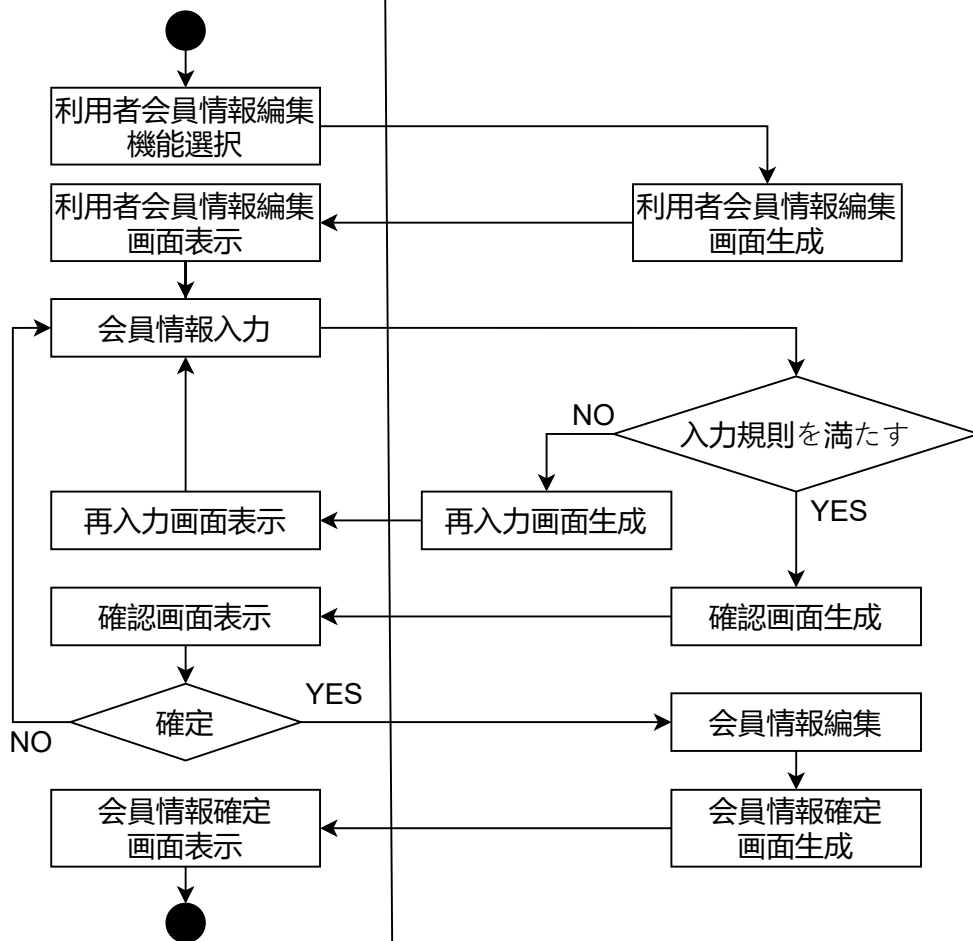 利用者会員情報編集
機能選択
利用者会員情報編集
画面生成
利用者会員情報編集
画面表示
会員情報入力
入力規則を満たす
NO
YES
再入力画面生成
再入力画面表示
確認画面生成
確認画面表示
確定
YES
NO
会員情報編集
会員情報確定
画面生成
会員情報確定
画面表示